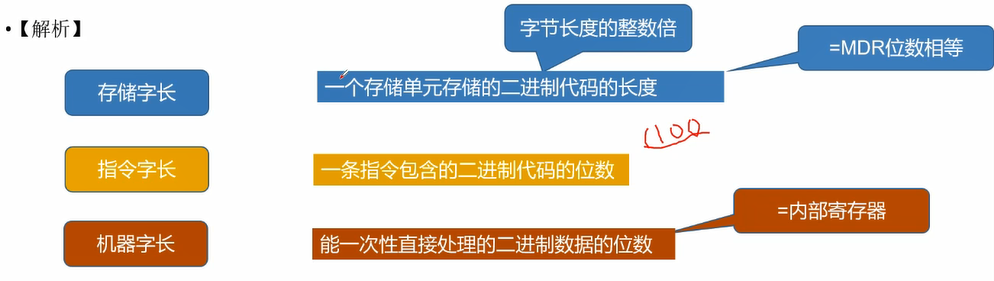 •【解析】
字节长度的整数倍
=MDR位数相等
存储字长
一个存储单元存储的二进制代码的长度
1100
指令字长
一条指令包含的二进制代码的位数
=内部寄存器
机器字长
能一次性直接处理的二进制数据的位数